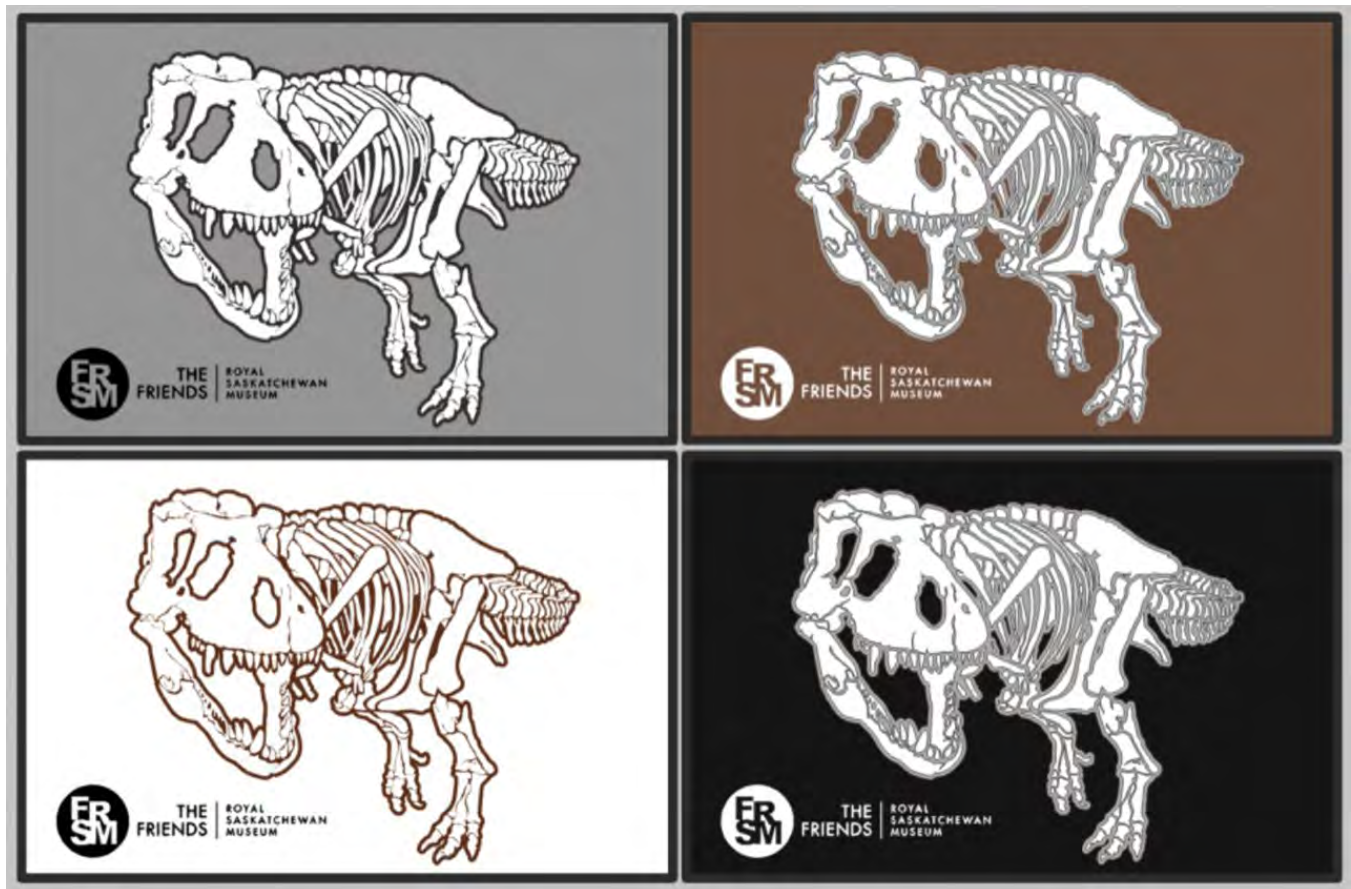 FR
SM
THE
FRIENDS
ROYAL
SASKATCHEWAN
MUSEUM
FR
SM
THE
FRIENDS
ROYAL
SASKATCHEWAN
MUSEUM
FR
SM
THE
FRIENDS
ROYAL
SASKATCHEWAN
MUSEUM
FR
SM
THE
FRIENDS
ROYAL
SASKATCHEWAN
MUSEUM